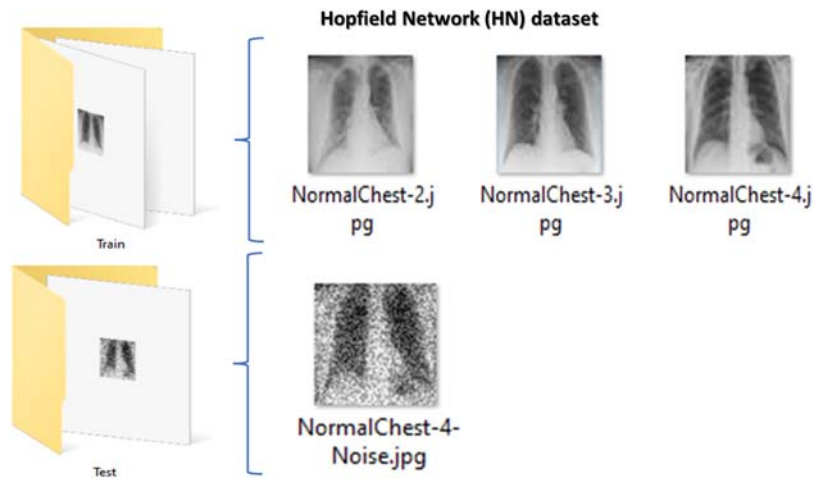 Hopfield Network (HN) dataset
NormalChest-2.j
pg
NormalChest-3.j
pg
NormalChest-4.j
pg
Train
NormalChest-4-
Noise.jpg
Test